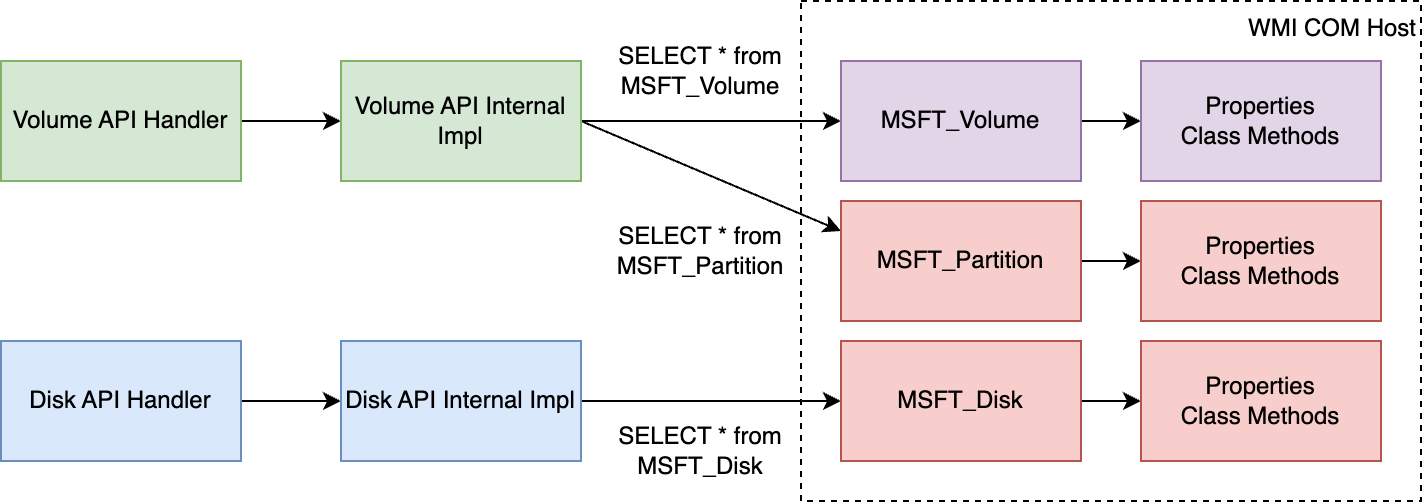 WMI COM Host
SELECT * from
MSFT_Volume
Volume API Handler
Volume API Internal
Impl
MSFT_Volume
Properties
Class Methods
SELECT * from
MSFT_Partition
MSFT_Partition
Properties
Class Methods
Disk API Handler
Disk API Internal Impl
MSFT_Disk
Properties
Class Methods
SELECT * from
MSFT_Disk